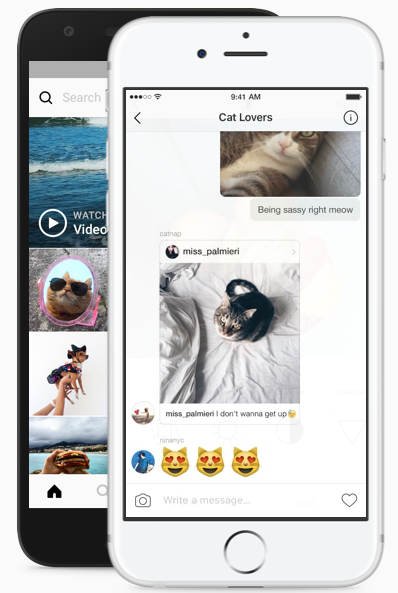 Search
WATCH
Video
9:41 AM
Cat Lovers
Being sassy right meow
catnap
miss_palmieri
miss_palmieri I don't wanna get up
ninanyc
Write a message...